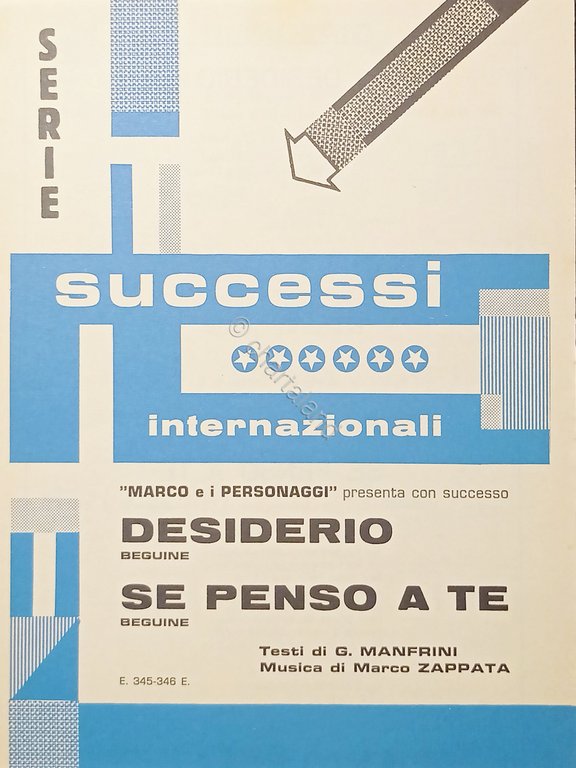 SERIE
successi
internazionali
"MARCO e i PERSONAGGI" presenta con successo
DESIDERIO
BEGUINE
SE PENSO A TE
BEGUINE
Testi di G. MANFRINI
Musica di Marco ZAPPATA
E. 345-346 E.